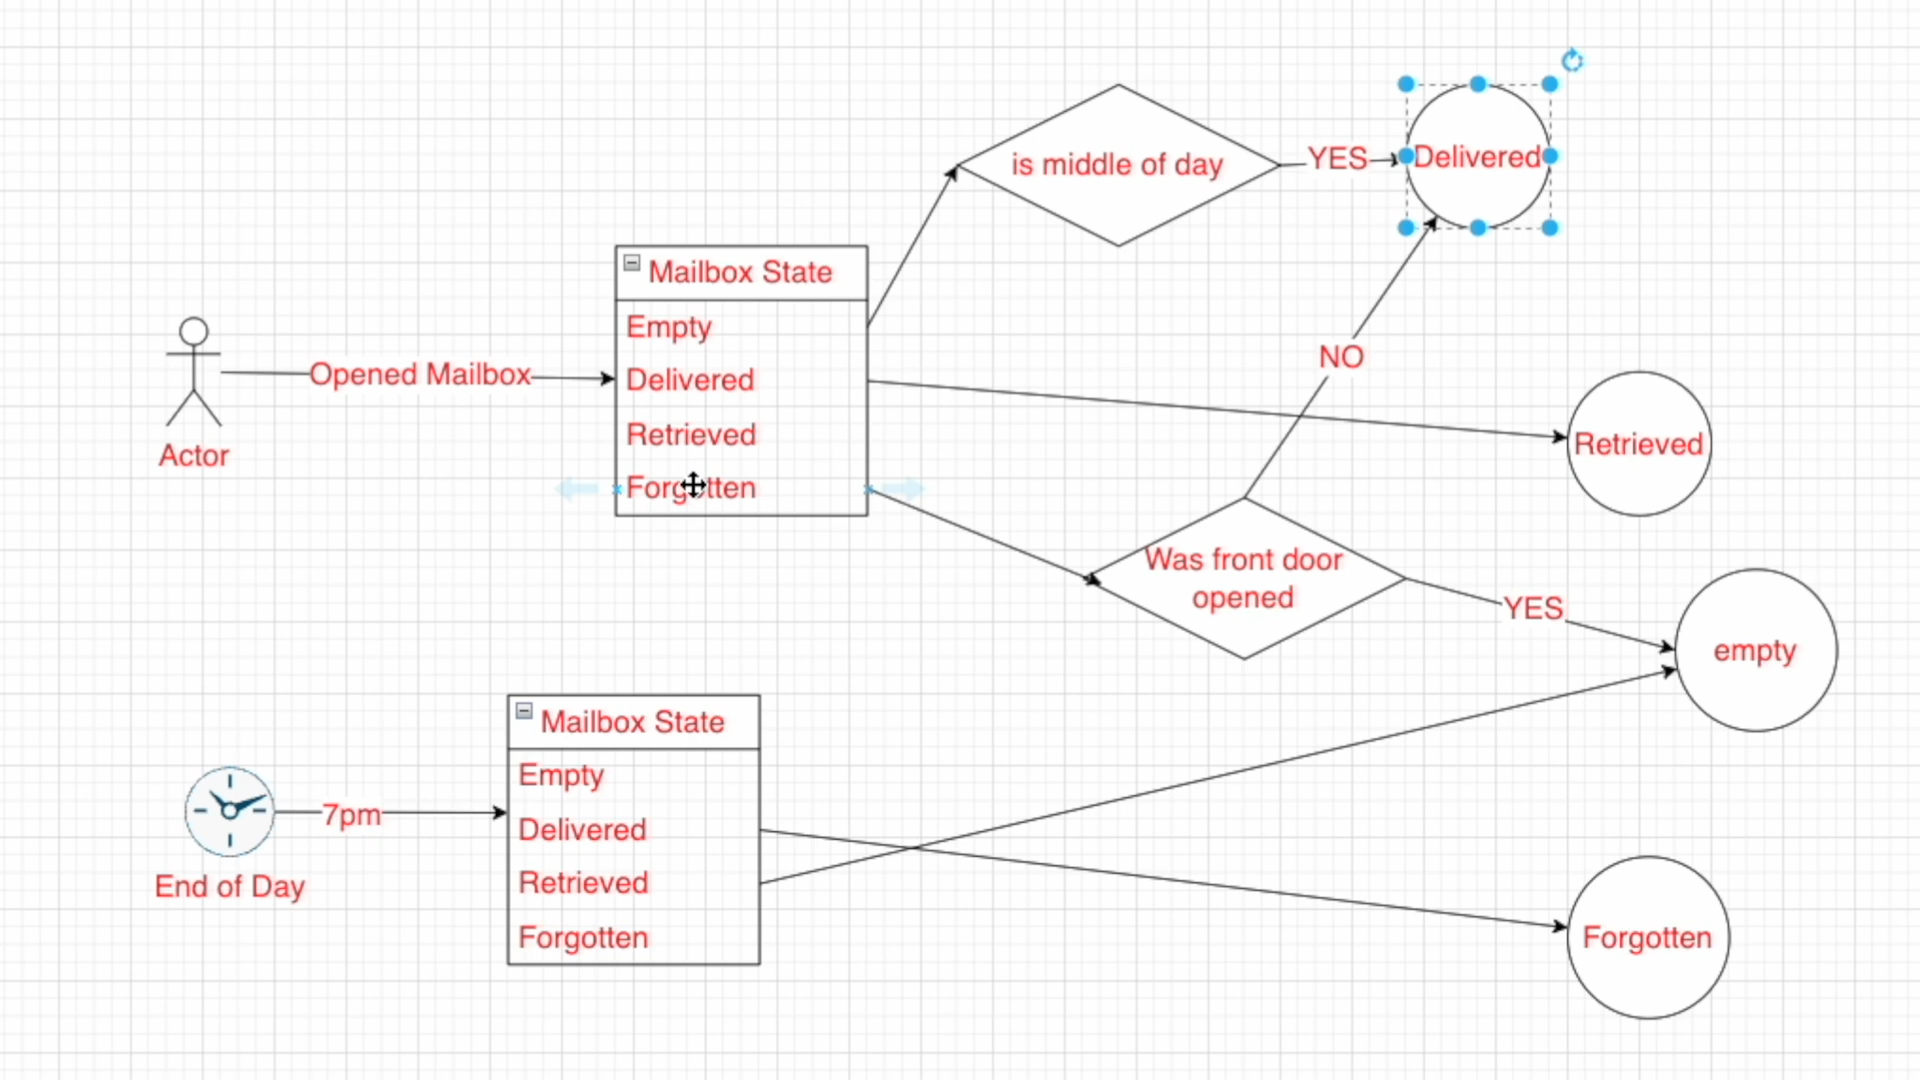 is middle of day
YES
Delivered
Mailbox State
Empty
Opened Mailbox
Delivered
Retrieved
Forgotten
Actor
NO
Retrieved
Was front door
opened
YES
empty
Mailbox State
Empty
7pm
Delivered
Retrieved
Forgotten
End of Day
Forgotten